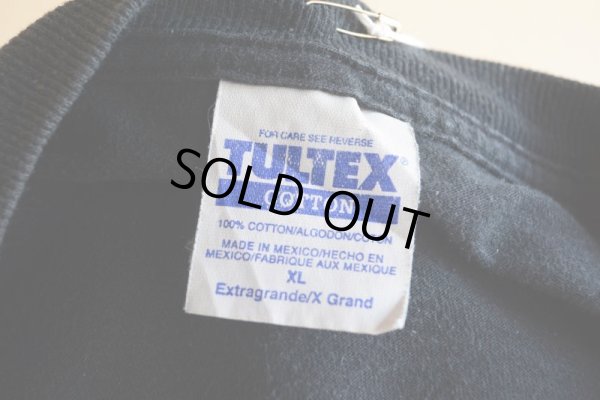 FOR CARE SEE REVERSE
TULTEX®
COTTON
SOLD OUT
100% COTTON/ALGODON/COTON
MADE IN MEXICO/HECHO EN
MEXICO/FABRIQUE AUX MEXIQUE
XL
Extragrande/X Grand